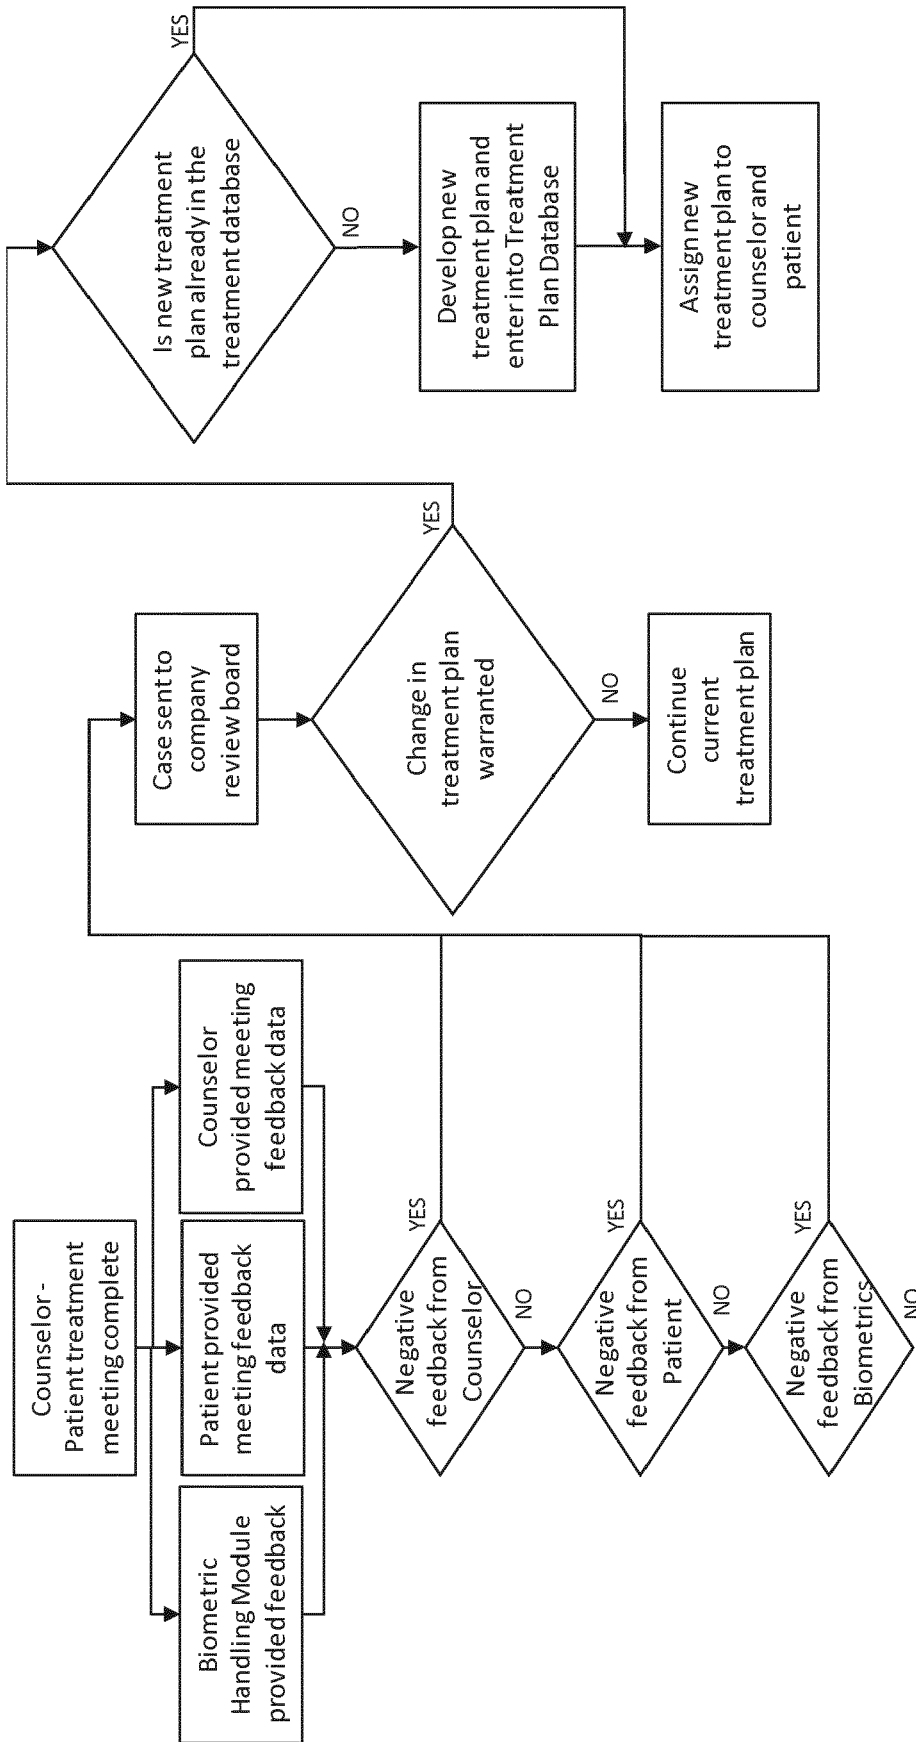 Counselor -
Patient treatment
meeting complete
Biometric
Handling Module
provided feedback
Patient provided
meeting feedback
data
Counselor
provided meeting
feedback data
Negative
feedback from
Counselor
YES
NO
Negative
feedback from
Patient
YES
NO
Negative
feedback from
Biometrics
YES
NO
Case sent to
company
review board
Change in
treatment plan
warranted
YES
NO
Continue
current
treatment plan
Is new treatment
plan already in the
treatment database
YES
NO
Develop new
treatment plan and
enter into Treatment
Plan Database
Assign new
treatment plan to
counselor and
patient